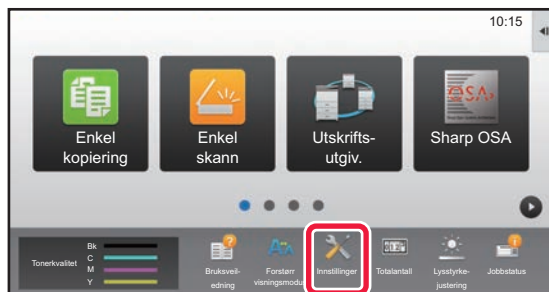 10:15
Enkel
kopiering
Enkel
skann
Utskrifts-
utgiv.
OSA
Sharp OSA
Tonerkvalitet
Bk
C
M
Y
Bruksveil-
edning
Forstørr
visningsmodus
Innstillinger
Totalantall
Lysstyrke-
justering
Jobbstatus